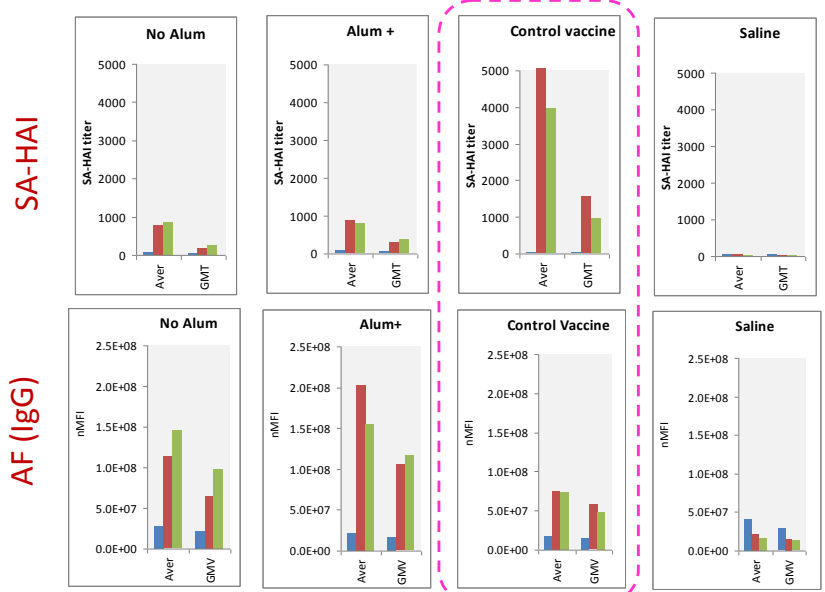 SA-HAI
No Alum
SA-HAI titer
5000
4000
3000
2000
1000
0
Aver
GMT
Alum +
SA-HAI titer
5000
4000
3000
2000
1000
0
Aver
GMT
Control vaccine
SA-HAI titer
5000
4000
3000
2000
1000
0
Aver
GMT
Saline
SA-HAI titer
5000
4000
3000
2000
1000
0
Aver
GMT
AF (IgG)
No Alum
nMFI
2.5E+08
2.0E+08
1.5E+08
1.0E+08
5.0E+07
0.0E+00
Aver
GMV
Alum+
nMFI
2.5E+08
2.0E+08
1.5E+08
1.0E+08
5.0E+07
0.0E+00
Aver
GMV
Control Vaccine
nMFI
2.5E+08
2.0E+08
1.5E+08
1.0E+08
5.0E+07
0.0E+00
Aver
GMV
Saline
nMFI
2.5E+08
2.0E+08
1.5E+08
1.0E+08
5.0E+07
0.0E+00
Aver
GMV